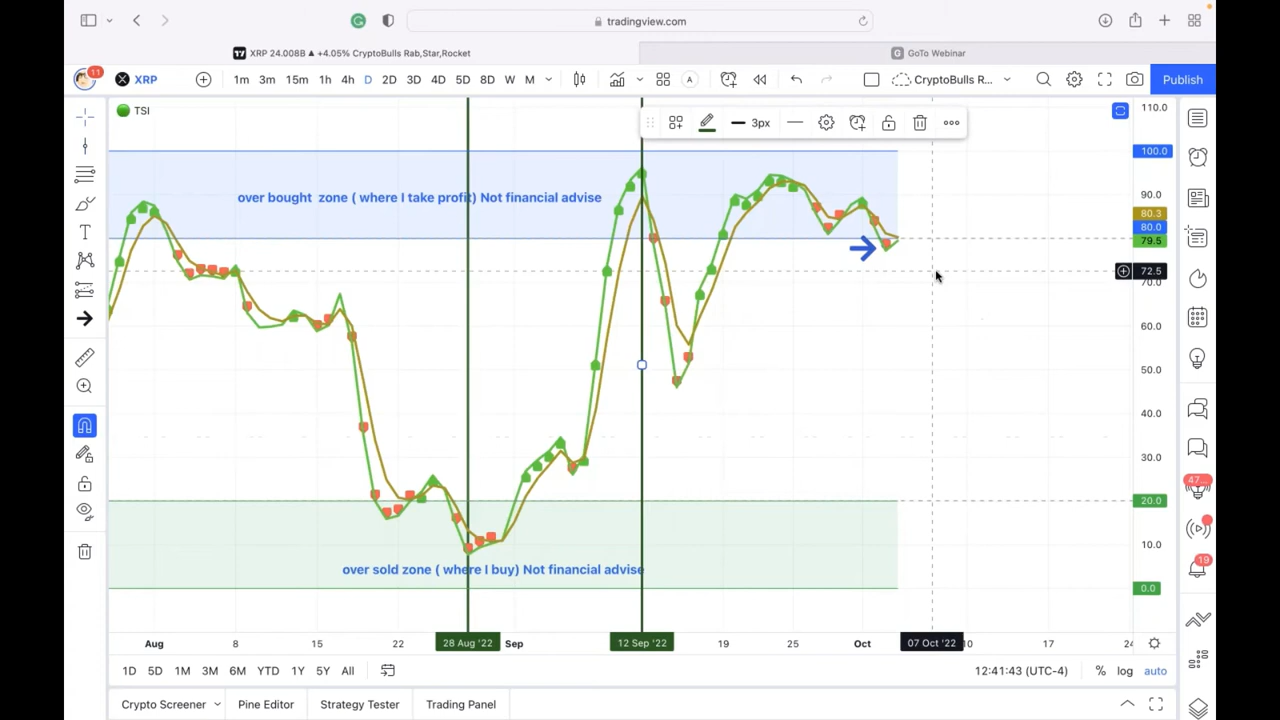 tradingview.com
XRP 24.008B ▲ +4.05% CryptoBulls Rab,Star,Rocket
G GoTo Webinar
11
XRP
1m 3m 15m 1h 4h D 2D 3D 4D 5D 8D W M
A
CryptoBulls R...
Publish
TSI
3px
110.0
100.0
over bought zone ( where I take profit) Not financial advise
90.0
80.3
80.0
79.5
72.5
70.0
60.0
50.0
40.0
30.0
47...
20.0
10.0
19
over sold zone ( where I buy) Not financial advise
0.0
Aug 8 15 22 28 Aug '22 Sep 12 Sep '22 19 25 Oct 07 Oct '22 10 17 24
1D 5D 1M 3M 6M YTD 1Y 5Y All
12:41:43 (UTC-4) % log auto
Crypto Screener Pine Editor Strategy Tester Trading Panel